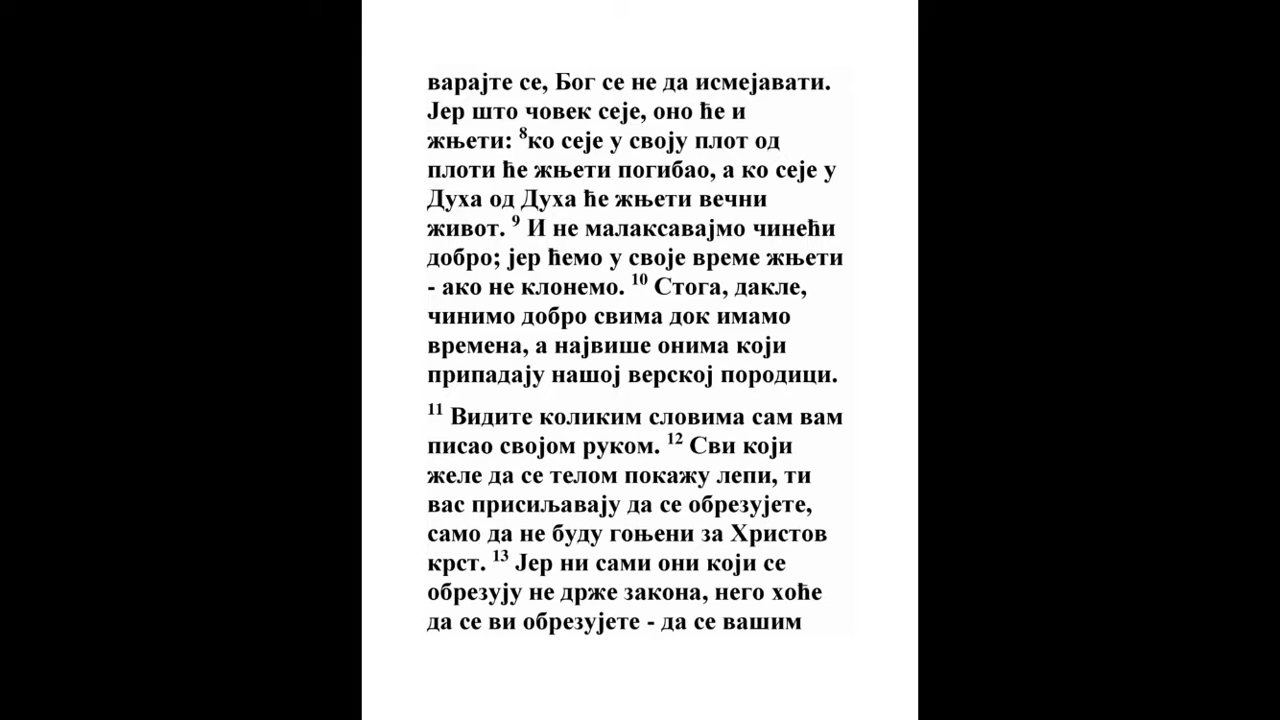 варајте се, Бог се не да исмејавати.
Јер што човек сеје, оно ће и
жњети: ⁸ко сеје у своју плот од
плоти ће жњети погибао, а ко сеје у
Духа од Духа ће жњети вечни
живот. ⁹ И не малаксавајмо чинећи
добро; јер ћемо у своје време жњети
- ако не клонемо. ¹⁰ Стога, дакле,
чинимо добро свима док имамо
времена, а највише онима који
припадају нашој верској породици.
¹¹ Видите коликим словима сам вам
писао својом руком. ¹² Сви који
желе да се телом покажу лепи, ти
вас присиљавају да се обрезујете,
само да не буду гоњени за Христов
крст. ¹³ Јер ни сами они који се
обрезују не држе закона, него хоће
да се ви обрезујете - да се вашим